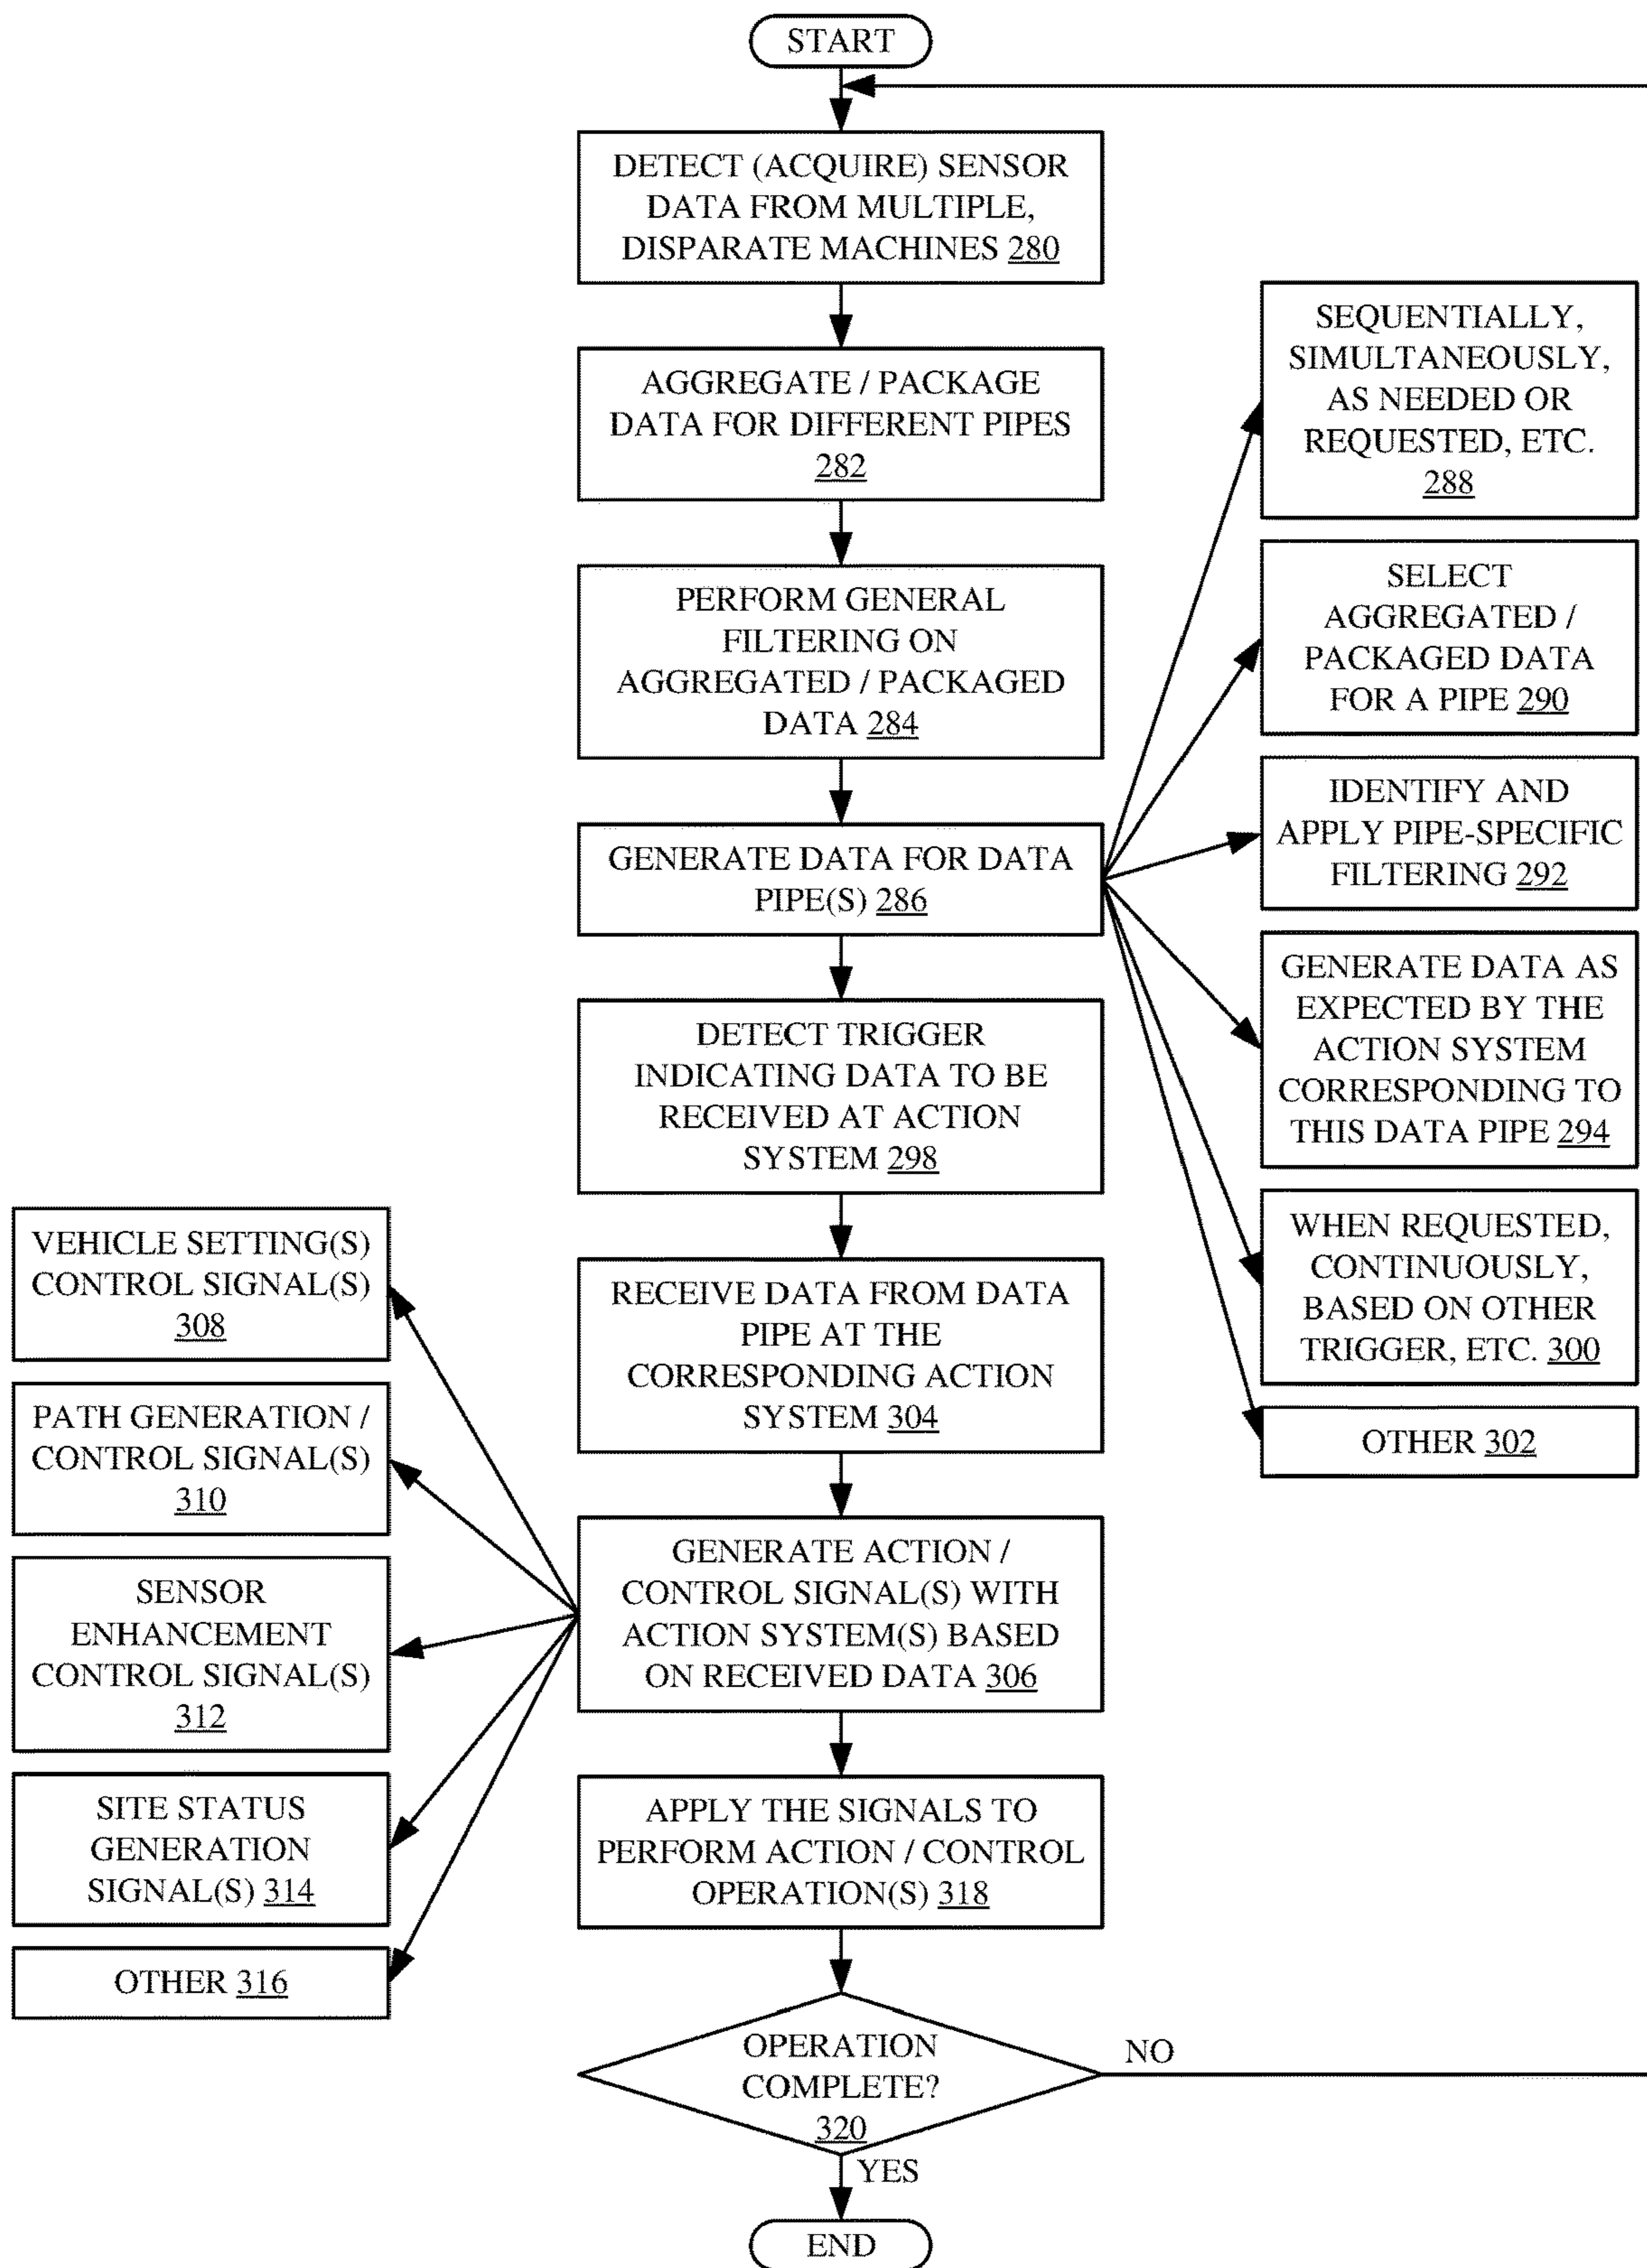 START
DETECT (ACQUIRE) SENSOR
DATA FROM MULTIPLE,
DISPARATE MACHINES 280
AGGREGATE / PACKAGE
DATA FOR DIFFERENT PIPES
282
PERFORM GENERAL
FILTERING ON
AGGREGATED / PACKAGED
DATA 284
GENERATE DATA FOR DATA
PIPE(S) 286
SEQUENTIALLY,
SIMULTANEOUSLY,
AS NEEDED OR
REQUESTED, ETC.
288
SELECT
AGGREGATED /
PACKAGED DATA
FOR A PIPE 290
IDENTIFY AND
APPLY PIPE-SPECIFIC
FILTERING 292
GENERATE DATA AS
EXPECTED BY THE
ACTION SYSTEM
CORRESPONDING TO
THIS DATA PIPE 294
WHEN REQUESTED,
CONTINUOUSLY,
BASED ON OTHER
TRIGGER, ETC. 300
OTHER 302
DETECT TRIGGER
INDICATING DATA TO BE
RECEIVED AT ACTION
SYSTEM 298
RECEIVE DATA FROM DATA
PIPE AT THE
CORRESPONDING ACTION
SYSTEM 304
GENERATE ACTION /
CONTROL SIGNAL(S) WITH
ACTION SYSTEM(S) BASED
ON RECEIVED DATA 306
VEHICLE SETTING(S)
CONTROL SIGNAL(S)
308
PATH GENERATION /
CONTROL SIGNAL(S)
310
SENSOR
ENHANCEMENT
CONTROL SIGNAL(S)
312
SITE STATUS
GENERATION
SIGNAL(S) 314
OTHER 316
APPLY THE SIGNALS TO
PERFORM ACTION / CONTROL
OPERATION(S) 318
OPERATION
COMPLETE?
320
NO
YES
END